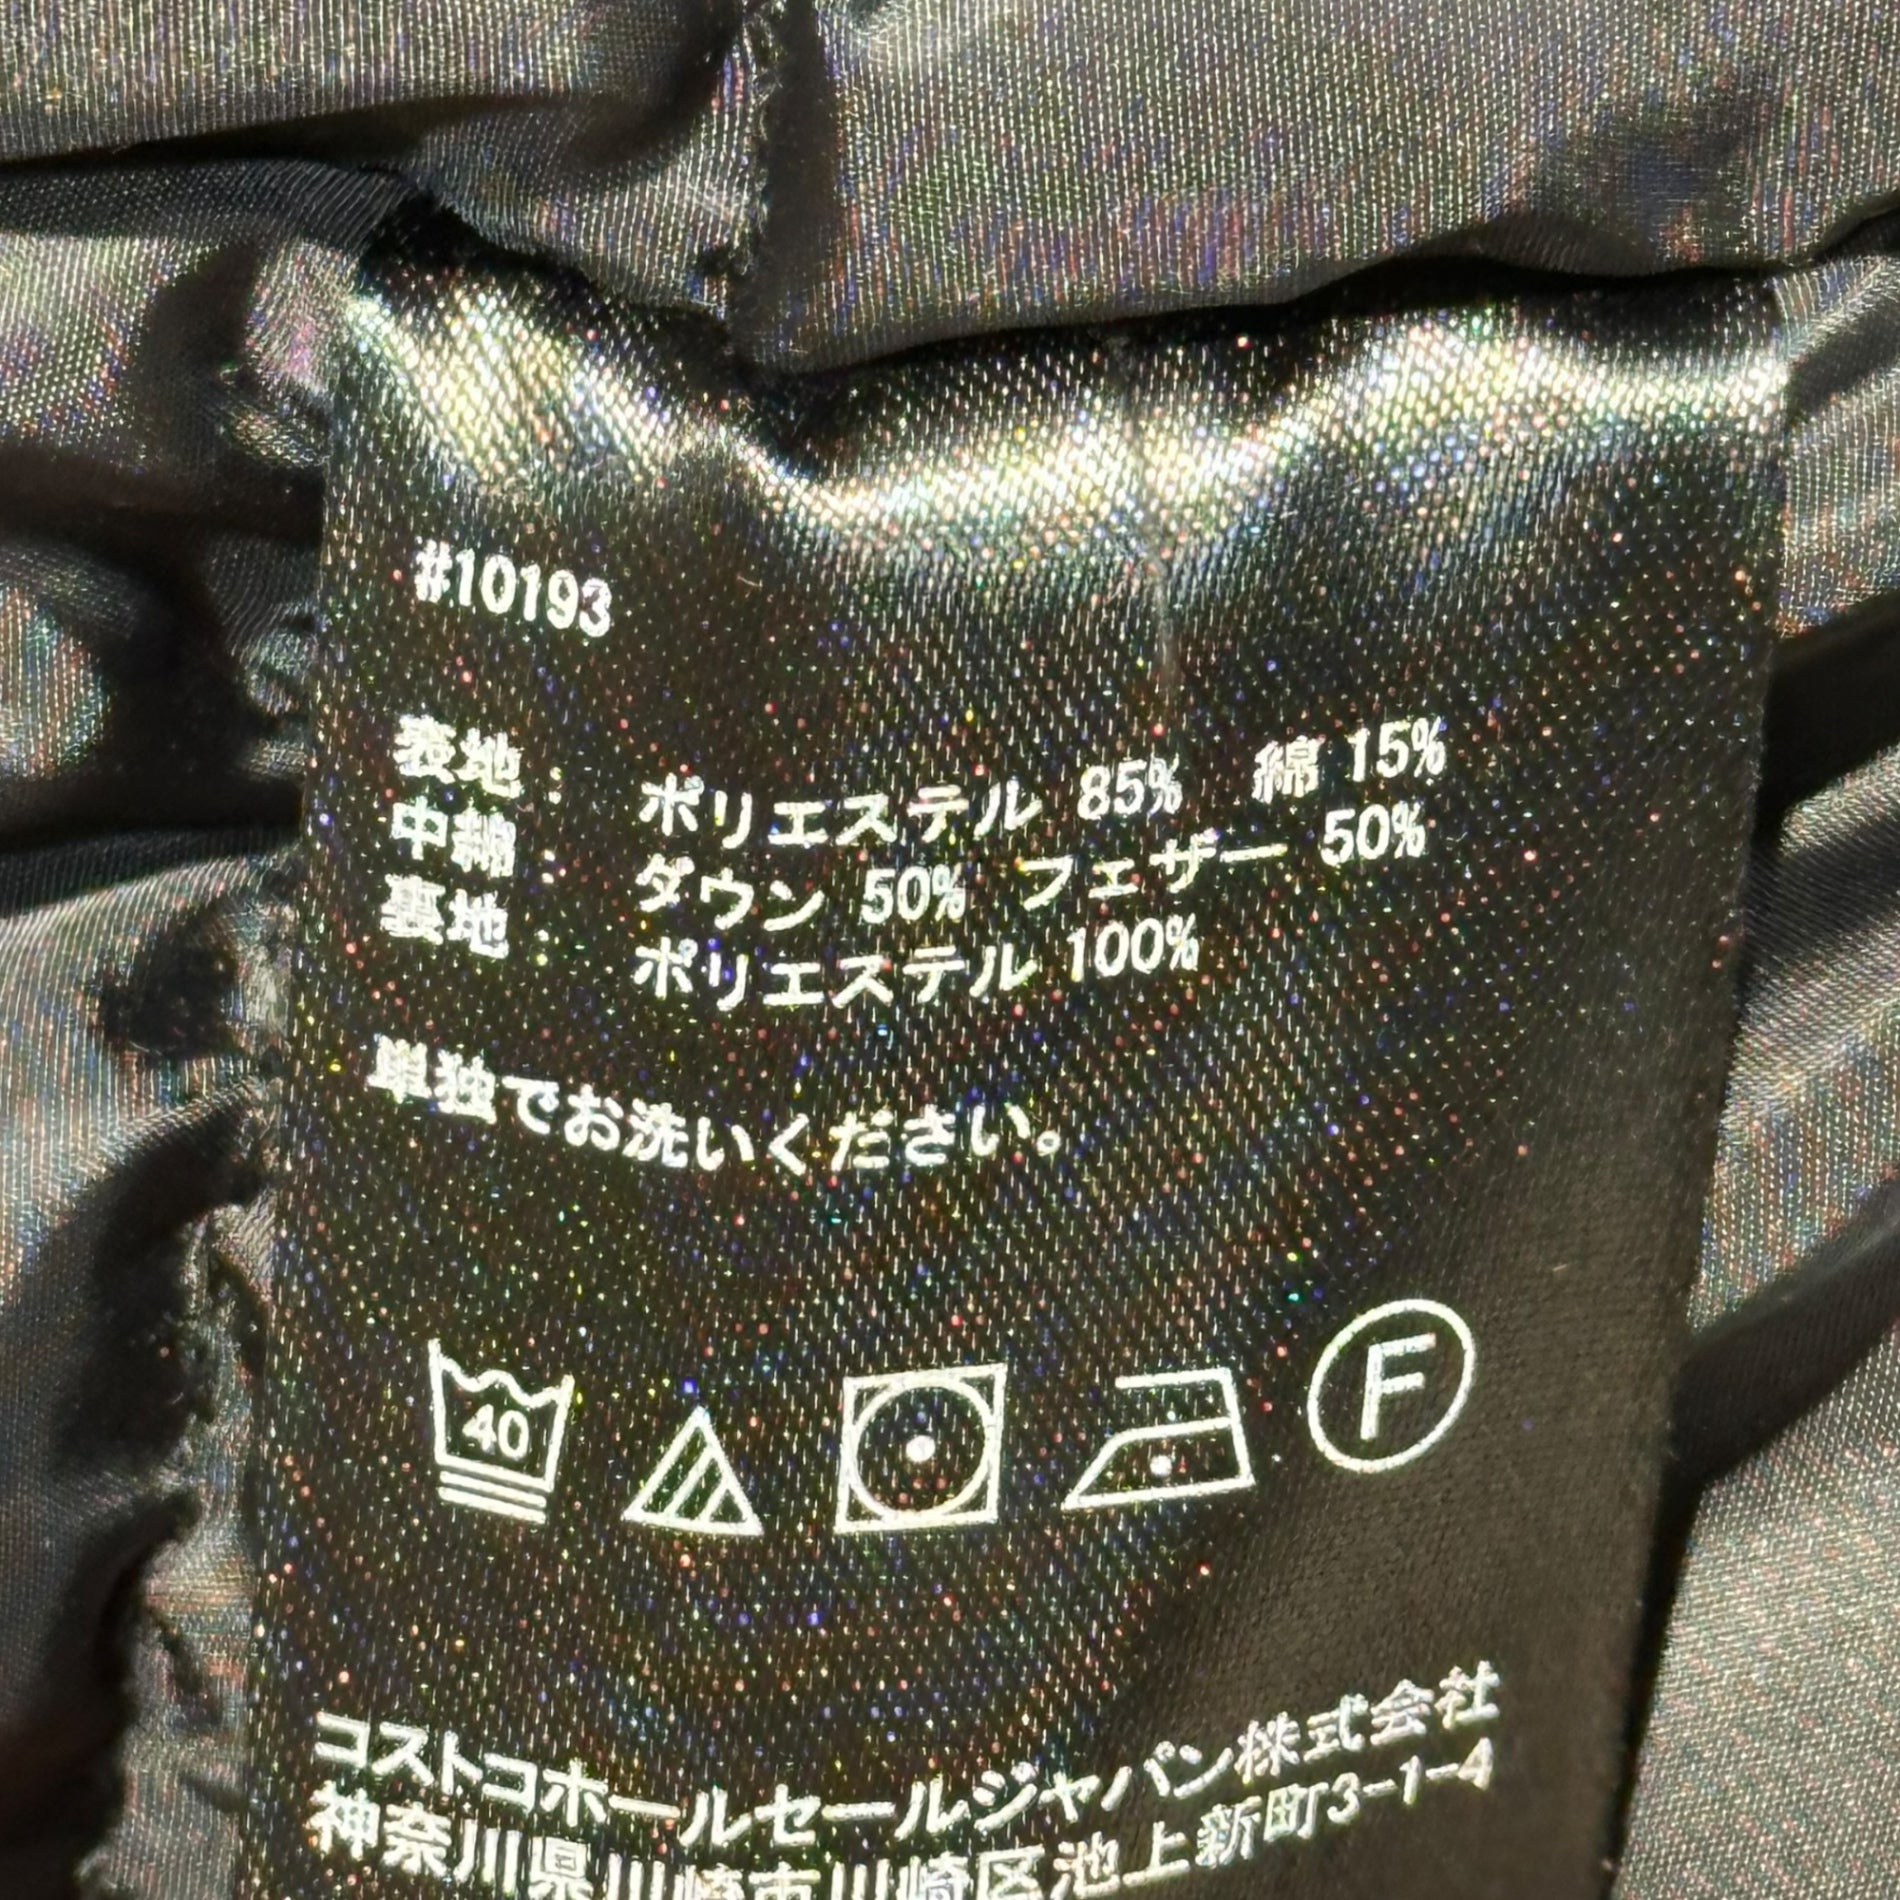 #10193
表地: ポリエステル 85% 綿 15%
中綿: ダウン 50% フェザー 50%
裏地: ポリエステル 100%
単独でお洗いください。
40
F
コストコホールセールジャパン株式会社
神奈川県川崎市川崎区池上新町3-1-4